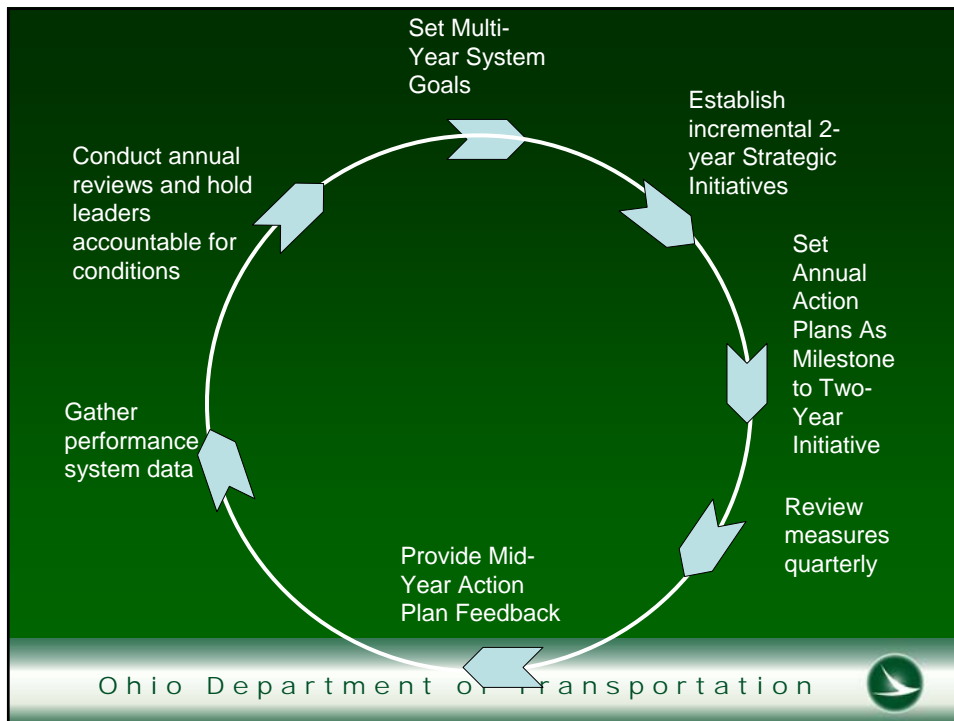 Set Multi-
Year System
Goals
Establish
incremental 2-
year Strategic
Initiatives
Set
Annual
Action
Plans As
Milestone
to Two-
Year
Initiative
Review
measures
quarterly
Provide Mid-
Year Action
Plan Feedback
Gather
performance
system data
Conduct annual
reviews and hold
leaders
accountable for
conditions
Ohio Department of Transportation